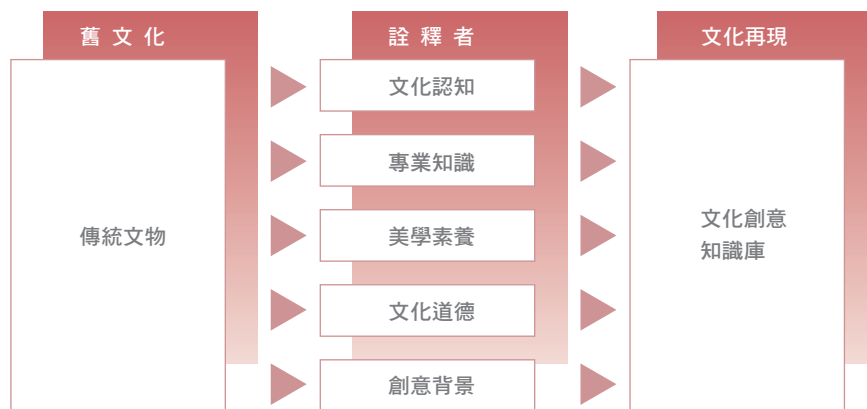 舊文化
詮釋者
文化再現
傳統文物
文化認知
專業知識
美學素養
文化道德
創意背景
文化創意
知識庫